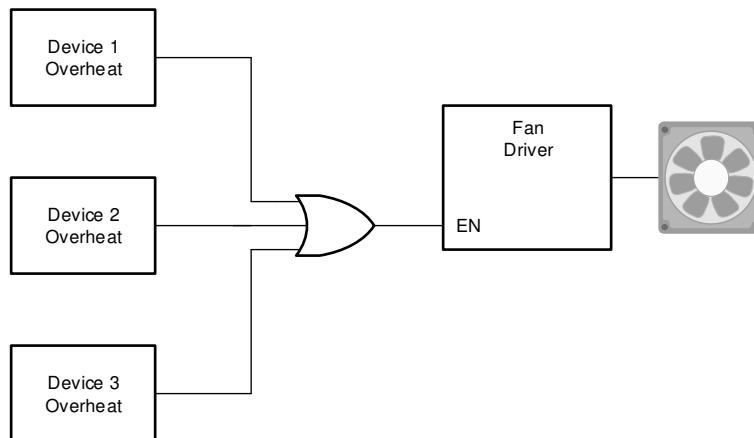 Device 1
Overheat
Fan
Driver
Device 2
Overheat
EN
Device 3
Overheat